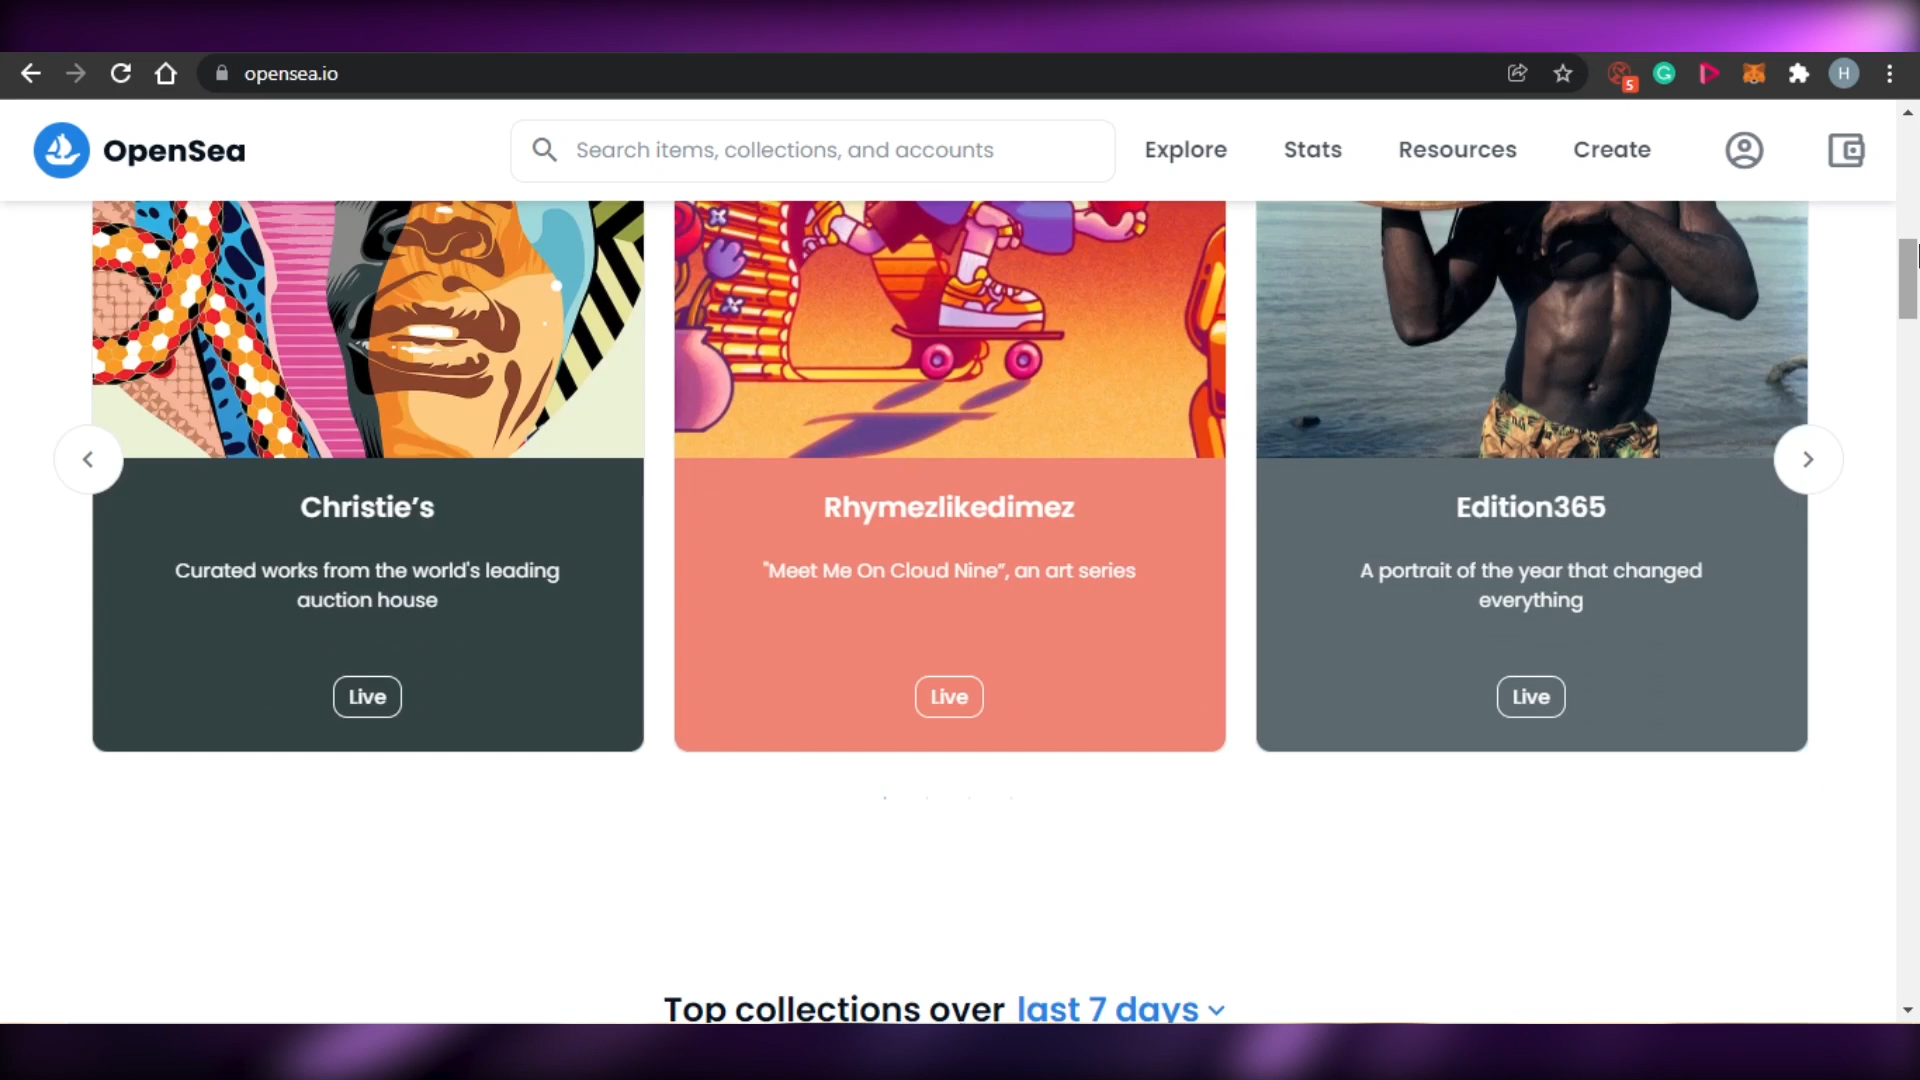 opensea.io
5
H
OpenSea
Search items, collections, and accounts
Explore
Stats
Resources
Create
Christie’s
Curated works from the world's leading
auction house
Live
Rhymezlikedimez
"Meet Me On Cloud Nine”, an art series
Live
Edition365
A portrait of the year that changed
everything
Live
Top collections over last 7 days